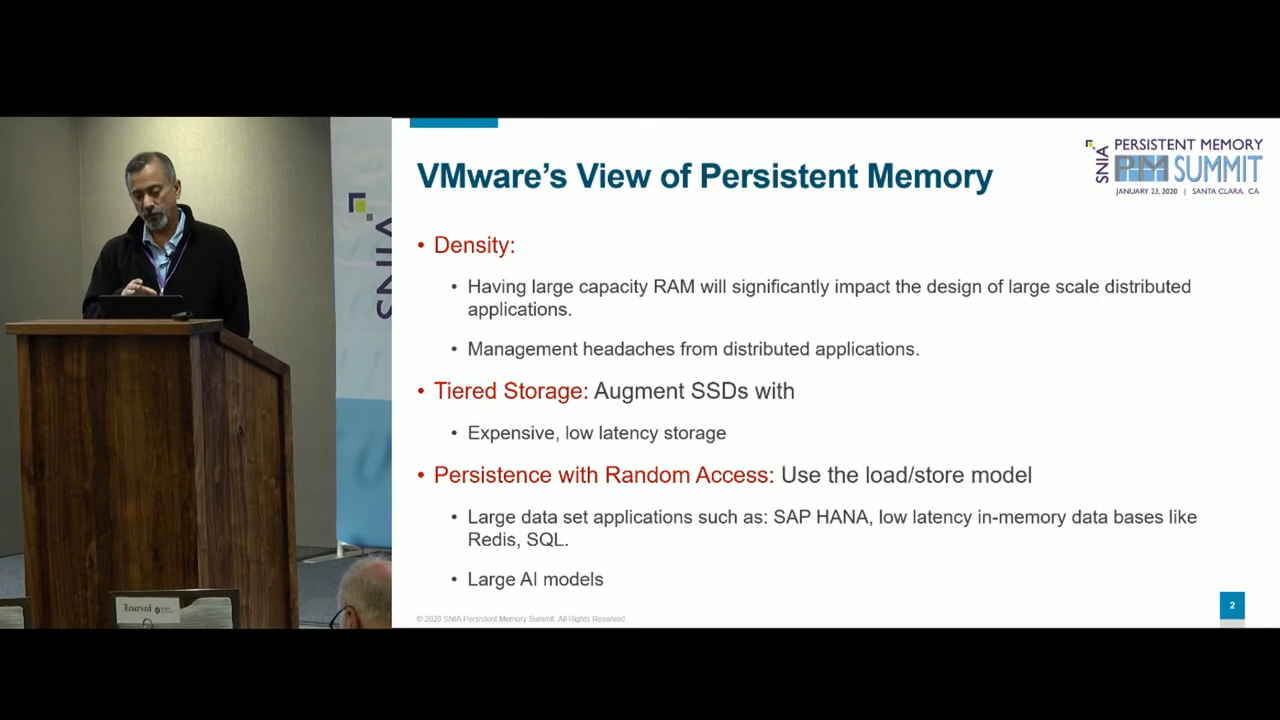 VMware's View of Persistent Memory
SNIA
PERSISTENT MEMORY
PM SUMMIT
JANUARY 23, 2020 | SANTA CLARA, CA
• Density:
• Having large capacity RAM will significantly impact the design of large scale distributed
applications.
• Management headaches from distributed applications.
• Tiered Storage: Augment SSDs with
• Expensive, low latency storage
• Persistence with Random Access: Use the load/store model
• Large data set applications such as: SAP HANA, low latency in-memory data bases like
Redis, SQL.
• Large AI models
© 2020 SNIA Persistent Memory Summit. All Rights Reserved.
2
SNIA
Reserved